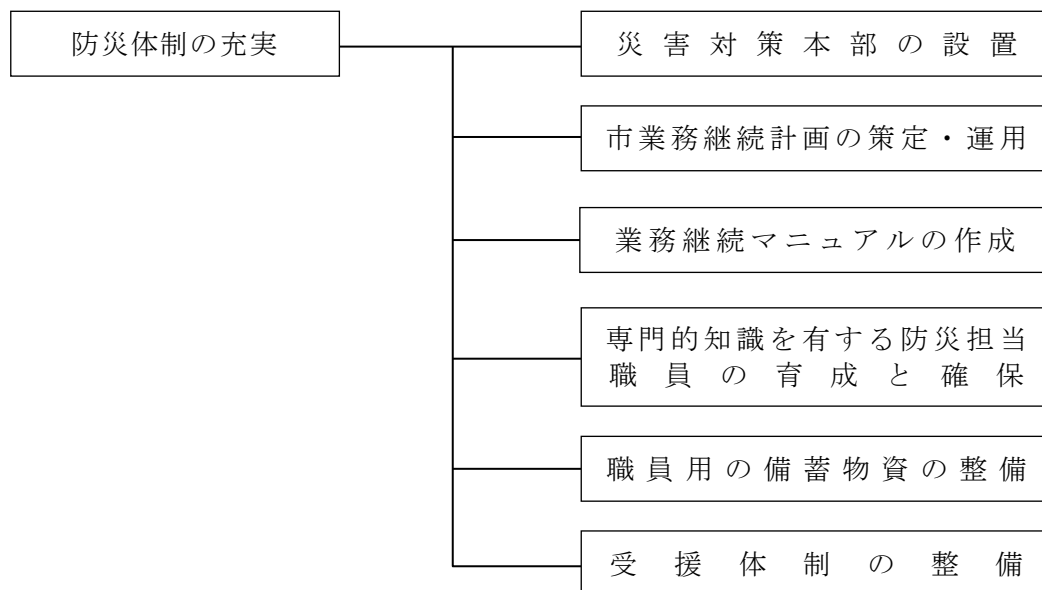 防災体制の充実
災害対策本部の設置
市業務継続計画の策定・運用
業務継続マニュアルの作成
専門的知識を有する防災担当
職員の育成と確保
職員用の備蓄物資の整備
受援体制の整備